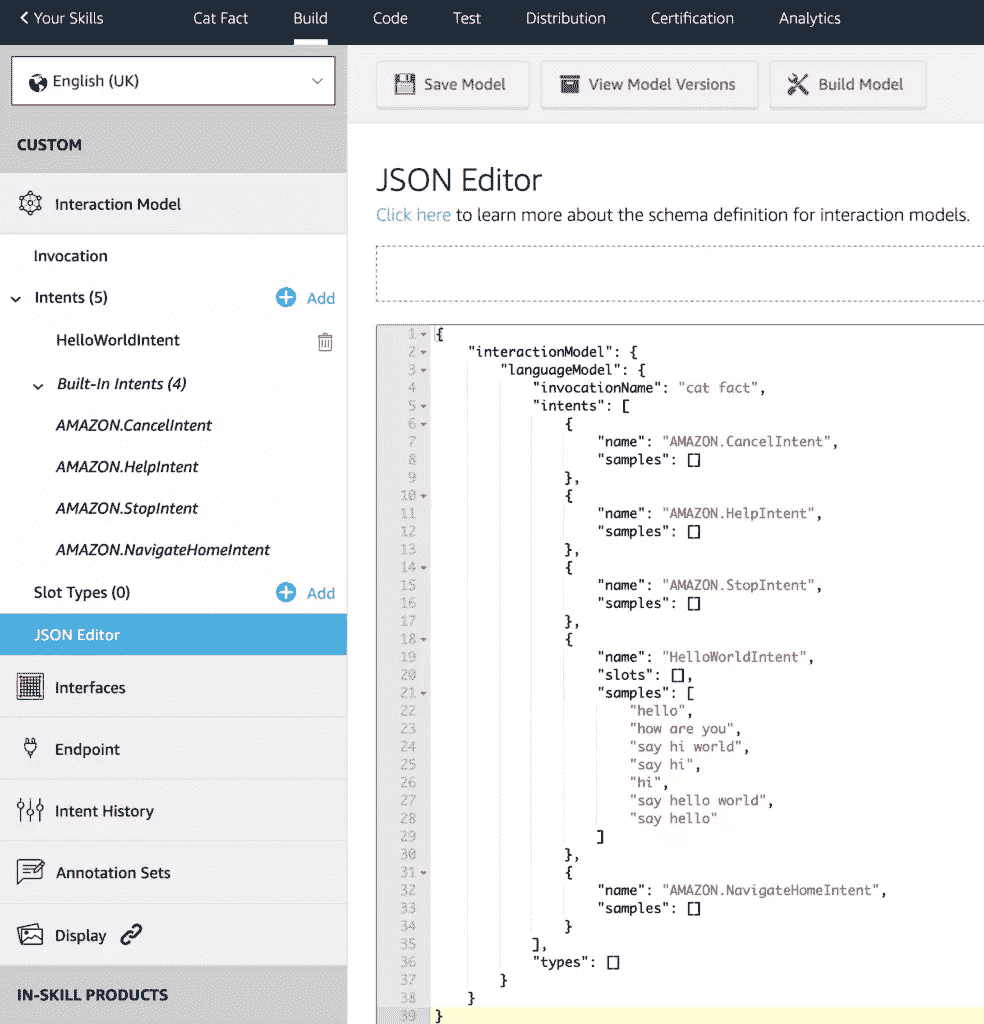 Your Skills Cat Fact Build Code Test Distribution Certification Analytics
English (UK)
Save Model View Model Versions Build Model
CUSTOM
Interaction Model
Invocation
Intents (5) Add
HelloWorldIntent
Built-In Intents (4)
AMAZON.CancelIntent
AMAZON.HelpIntent
AMAZON.StopIntent
AMAZON.NavigateHomeIntent
Slot Types (0) Add
JSON Editor
Interfaces
Endpoint
Intent History
Annotation Sets
Display
IN-SKILL PRODUCTS
JSON Editor
Click here to learn more about the schema definition for interaction models.
1 {
2 "interactionModel": {
3 "languageModel": {
4 "invocationName": "cat fact",
5 "intents": [
6 {
7 "name": "AMAZON.CancelIntent",
8 "samples": []
9 },
10 {
11 "name": "AMAZON.HelpIntent",
12 "samples": []
13 },
14 {
15 "name": "AMAZON.StopIntent",
16 "samples": []
17 },
18 {
19 "name": "HelloWorldIntent",
20 "slots": [],
21 "samples": [
22 "hello",
23 "how are you",
24 "say hi world",
25 "say hi",
26 "hi",
27 "say hello world",
28 "say hello"
29 ]
30 },
31 {
32 "name": "AMAZON.NavigateHomeIntent",
33 "samples": []
34 }
35 ],
36 "types": []
37 }
38 }
39 }